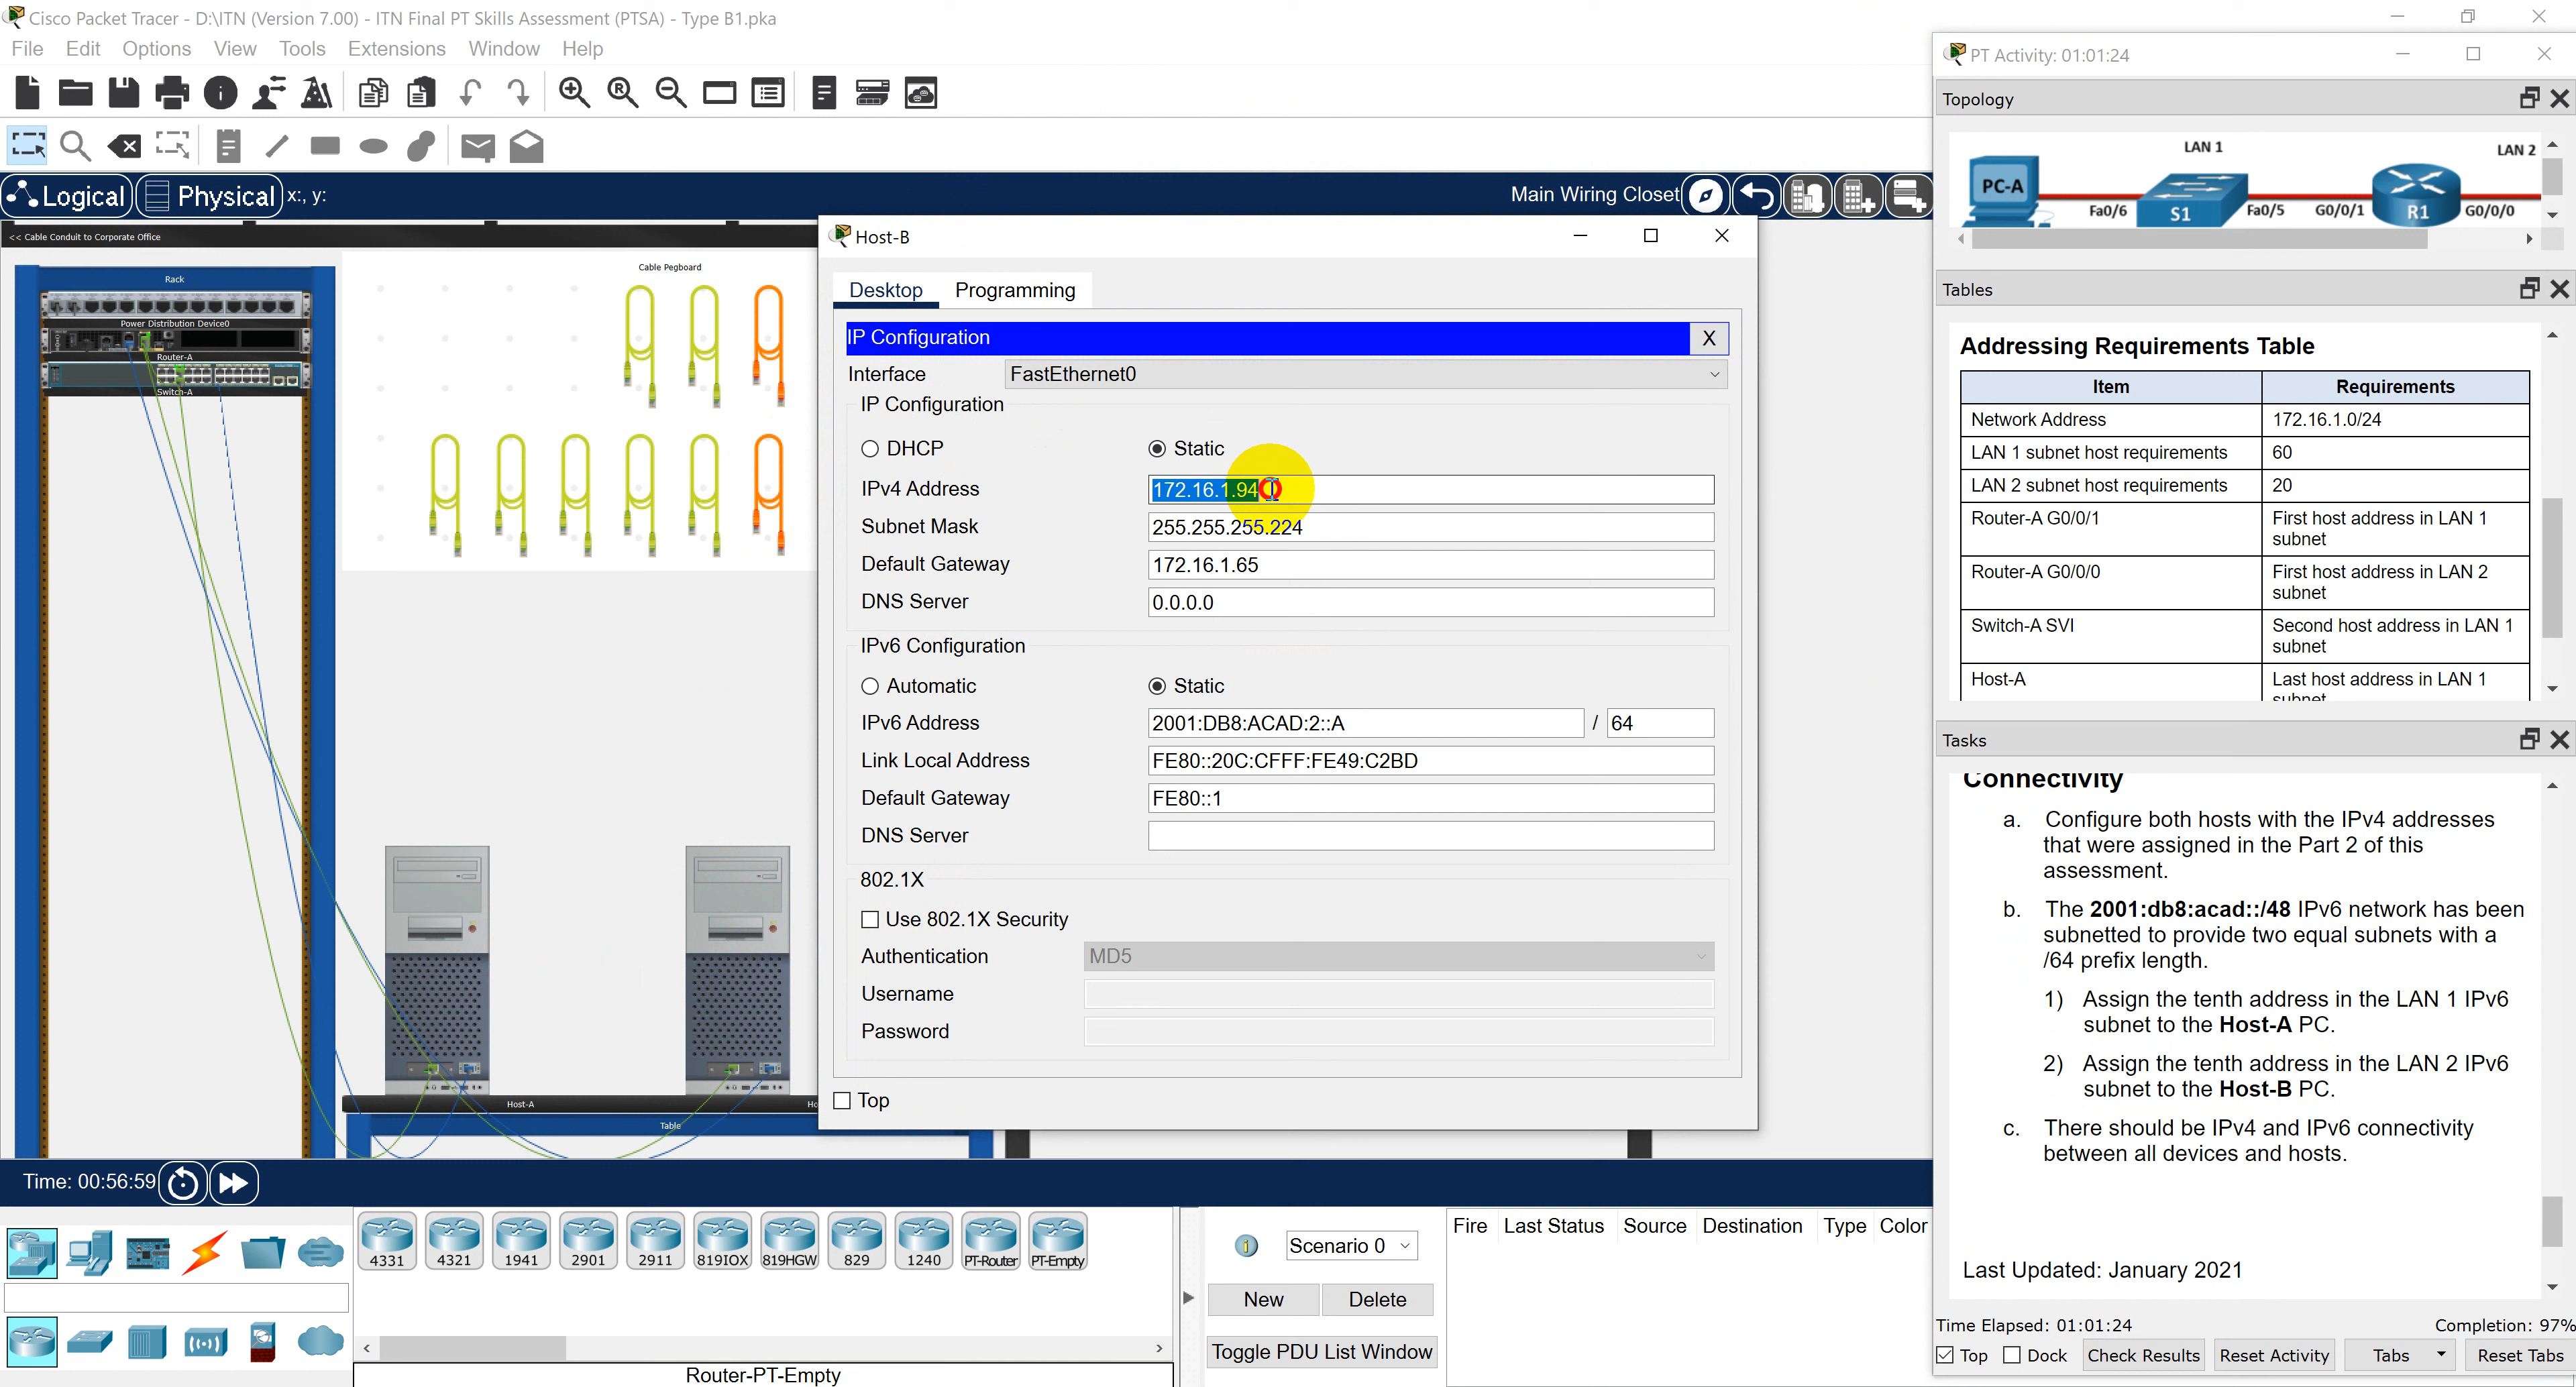 Cisco Packet Tracer - D:\ITN (Version 7.00) - ITN Final PT Skills Assessment (PTSA) - Type B1.pka
File Edit Options View Tools Extensions Window Help
Logical Physical x:, y:
Main Wiring Closet
<< Cable Conduit to Corporate Office
Rack
Power Distribution Device0
Router-A
Switch-A
Cable Pegboard
Host-A
Table
Host-B
Desktop Programming
IP Configuration X
Interface FastEthernet0
IP Configuration
DHCP Static
IPv4 Address 172.16.1.94
Subnet Mask 255.255.255.224
Default Gateway 172.16.1.65
DNS Server 0.0.0.0
IPv6 Configuration
Automatic Static
IPv6 Address 2001:DB8:ACAD:2::A / 64
Link Local Address FE80::20C:CFFF:FE49:C2BD
Default Gateway FE80::1
DNS Server
802.1X
Use 802.1X Security
Authentication MD5
Username
Password
Top
PT Activity: 01:01:24
Topology
LAN 1
LAN 2
PC-A
Fa0/6
S1
Fa0/5
G0/0/1
R1
G0/0/0
Tables
Addressing Requirements Table
Item Requirements
Network Address 172.16.1.0/24
LAN 1 subnet host requirements 60
LAN 2 subnet host requirements 20
Router-A G0/0/1 First host address in LAN 1
subnet
Router-A G0/0/0 First host address in LAN 2
subnet
Switch-A SVI Second host address in LAN 1
subnet
Host-A Last host address in LAN 1
subnet
Tasks
Connectivity
a. Configure both hosts with the IPv4 addresses
that were assigned in the Part 2 of this
assessment.
b. The 2001:db8:acad::/48 IPv6 network has been
subnetted to provide two equal subnets with a
/64 prefix length.
1) Assign the tenth address in the LAN 1 IPv6
subnet to the Host-A PC.
2) Assign the tenth address in the LAN 2 IPv6
subnet to the Host-B PC.
c. There should be IPv4 and IPv6 connectivity
between all devices and hosts.
Last Updated: January 2021
Time Elapsed: 01:01:24 Completion: 97%
Top Dock Check Results Reset Activity Tabs Reset Tabs
Time: 00:56:59
4331 4321 1941 2901 2911 819IOX 819HGW 829 1240 PT-Router PT-Empty
Router-PT-Empty
Scenario 0
New Delete
Toggle PDU List Window
Fire Last Status Source Destination Type Color